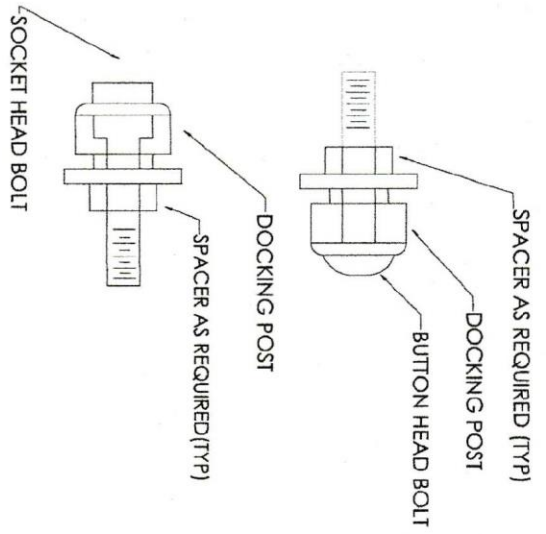 SPACER AS REQUIRED (TYP)
DOCKING POST
BUTTON HEAD BOLT
DOCKING POST
SPACER AS REQUIRED(TYP)
SOCKET HEAD BOLT